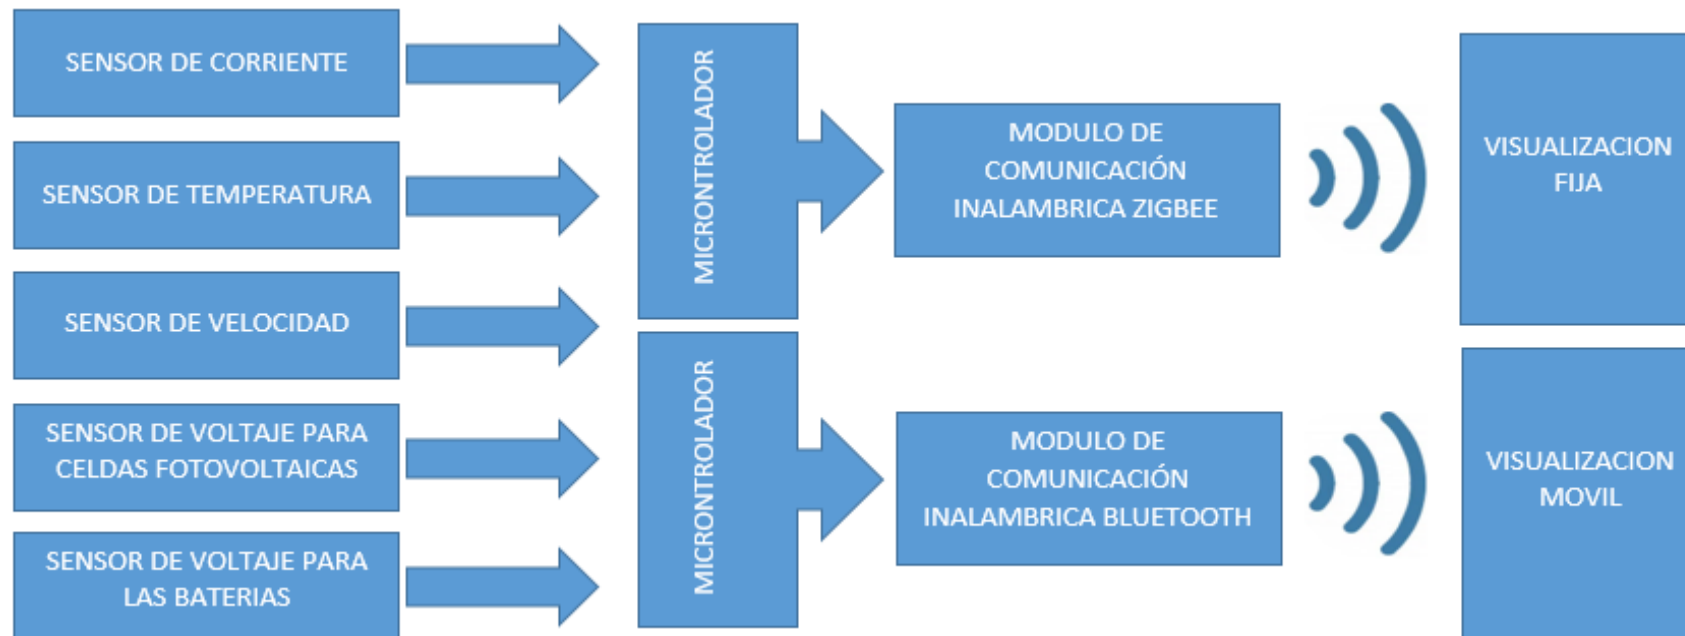 SENSOR DE CORRIENTE
SENSOR DE TEMPERATURA
SENSOR DE VELOCIDAD
SENSOR DE VOLTAJE PARA
CELDAS FOTOVOLTAICAS
SENSOR DE VOLTAJE PARA
LAS BATERIAS
MICRONTROLADOR
MICRONTROLADOR
MODULO DE
COMUNICACIÓN
INALAMBRICA ZIGBEE
MODULO DE
COMUNICACIÓN
INALAMBRICA BLUETOOTH
VISUALIZACION
FIJA
VISUALIZACION
MOVIL